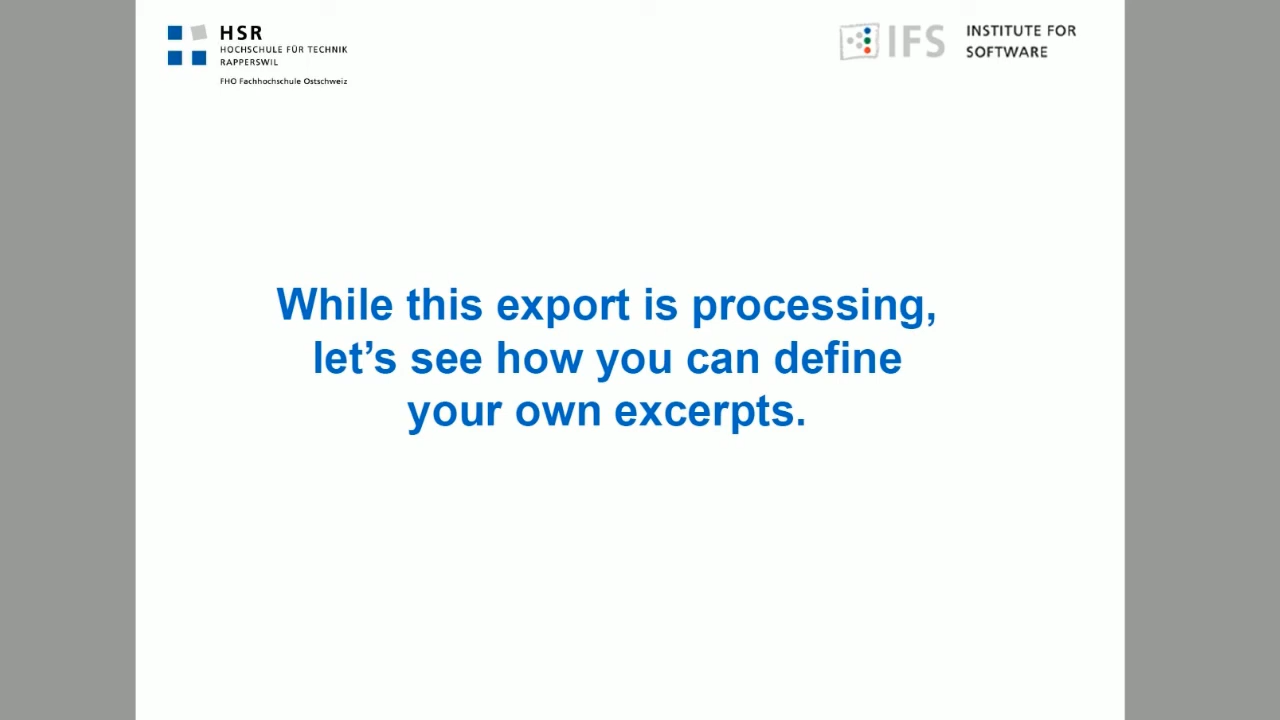 HSR
HOCHSCHULE FÜR TECHNIK
RAPPERSWIL
FHO Fachhochschule Ostschweiz
IFS
INSTITUTE FOR
SOFTWARE
While this export is processing,
let’s see how you can define
your own excerpts.